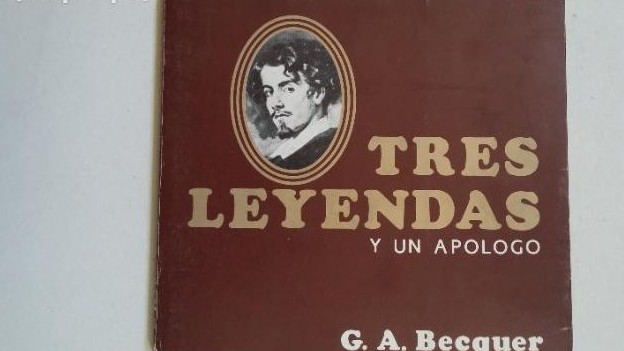 TRES
LEYENDAS
Y UN APOLOGO
G. A. Becquer